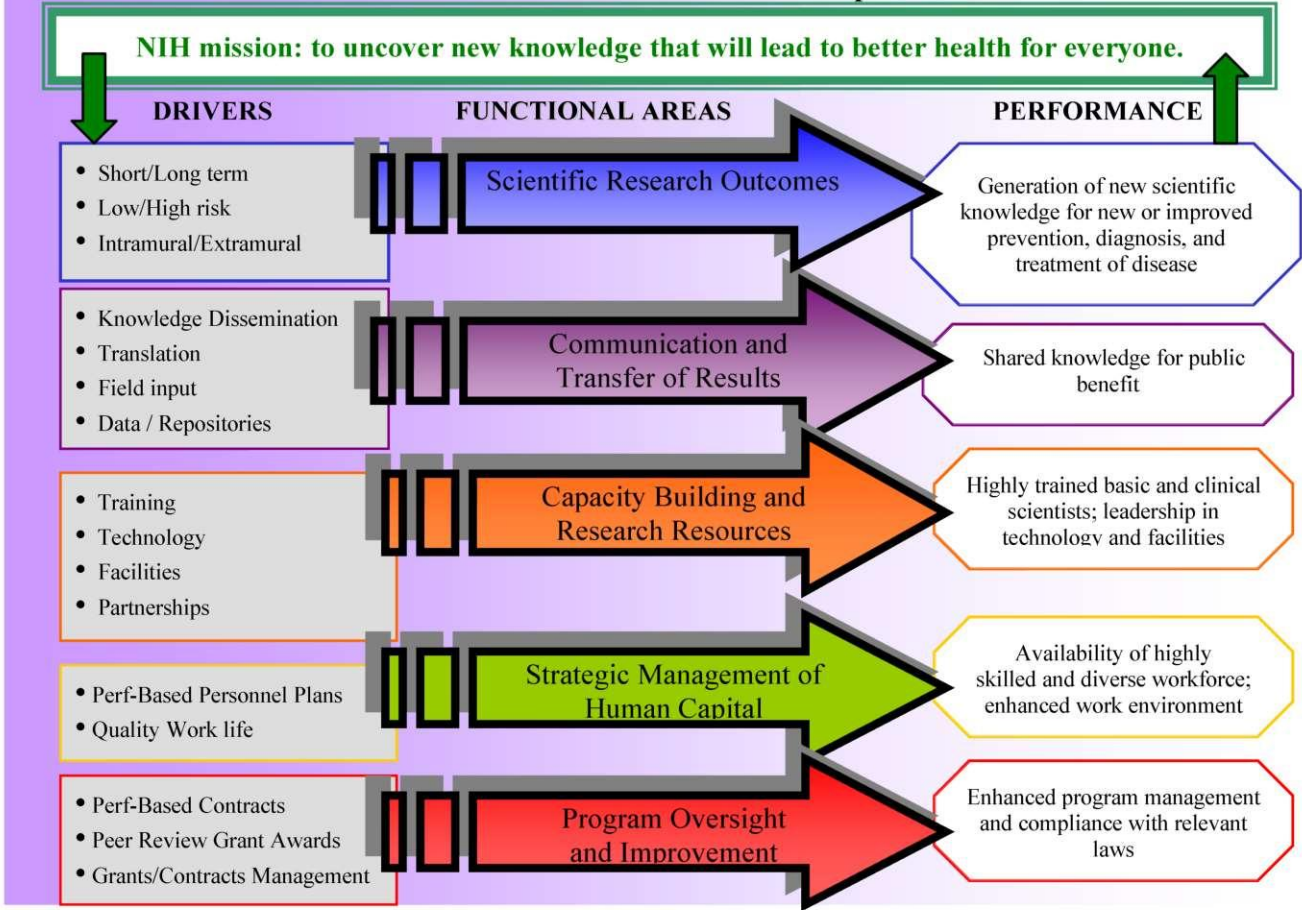 NIH mission: to uncover new knowledge that will lead to better health for everyone.
DRIVERS
FUNCTIONAL AREAS
PERFORMANCE
• Short/Long term
• Low/High risk
• Intramural/Extramural
Scientific Research Outcomes
Generation of new scientific
knowledge for new or improved
prevention, diagnosis, and
treatment of disease
• Knowledge Dissemination
• Translation
• Field input
• Data / Repositories
Communication and
Transfer of Results
Shared knowledge for public
benefit
• Training
• Technology
• Facilities
• Partnerships
Capacity Building and
Research Resources
Highly trained basic and clinical
scientists; leadership in
technology and facilities
• Perf-Based Personnel Plans
• Quality Work life
Strategic Management of
Human Capital
Availability of highly
skilled and diverse workforce;
enhanced work environment
• Perf-Based Contracts
• Peer Review Grant Awards
• Grants/Contracts Management
Program Oversight
and Improvement
Enhanced program management
and compliance with relevant
laws